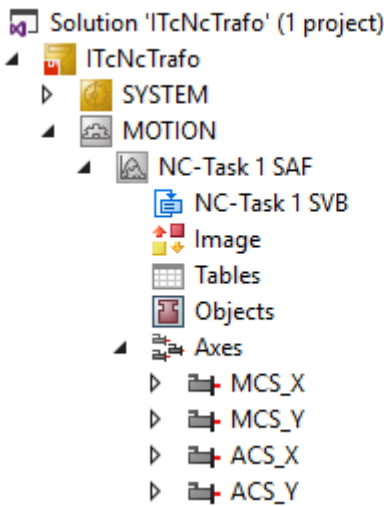 Solution 'ITcNcTrafo' (1 project)
ITcNcTrafo
SYSTEM
MOTION
NC-Task 1 SAF
NC-Task 1 SVB
Image
Tables
Objects
Axes
MCS_X
MCS_Y
ACS_X
ACS_Y